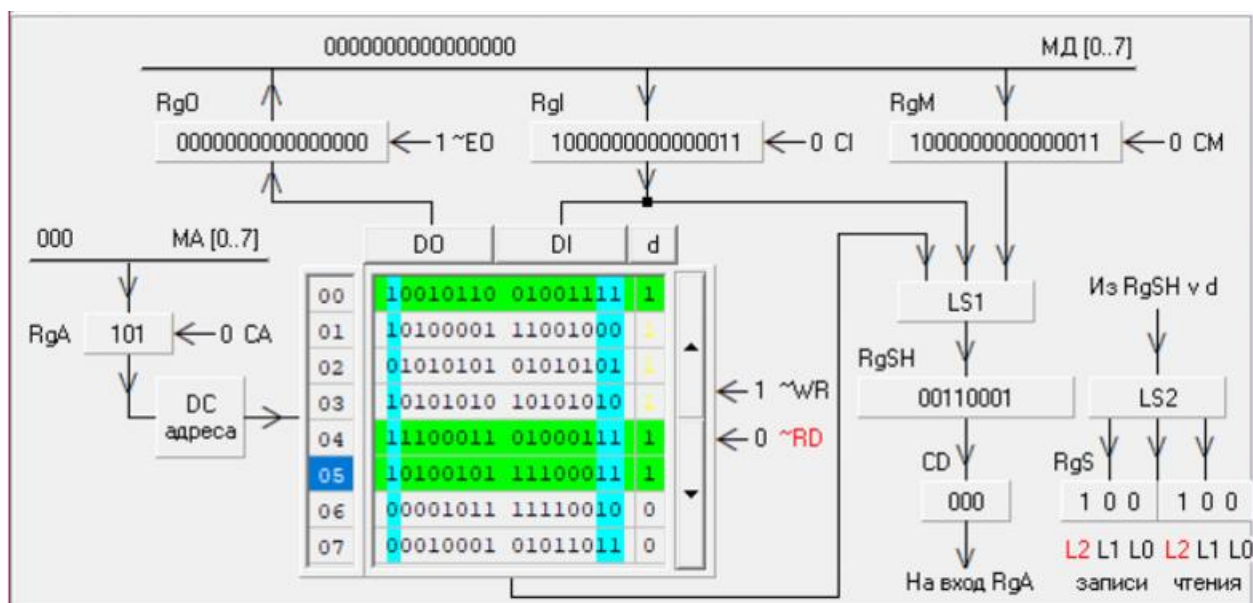 0000000000000000 МД [0..7]
RgO RgI RgM
0000000000000000 1 ~EO 1000000000000011 0 CI 1000000000000011 0 CM
000 МА [0..7]
DO DI d
RgA 101 0 CA
DC
адреса
00 10010110 01001111 1
01 10100001 11001000 1
02 01010101 01010101 1
03 10101010 10101010 1
04 11100011 01000111 1
05 10100101 11100011 1
06 00001011 11110010 0
07 00010001 01011011 0
1 ~WR
0 ~RD
LS1
RgSH
00110001
CD
000
На вход RgA
Из RgSH v d
LS2
RgS
1 0 0 1 0 0
L2 L1 L0 L2 L1 L0
записи чтения